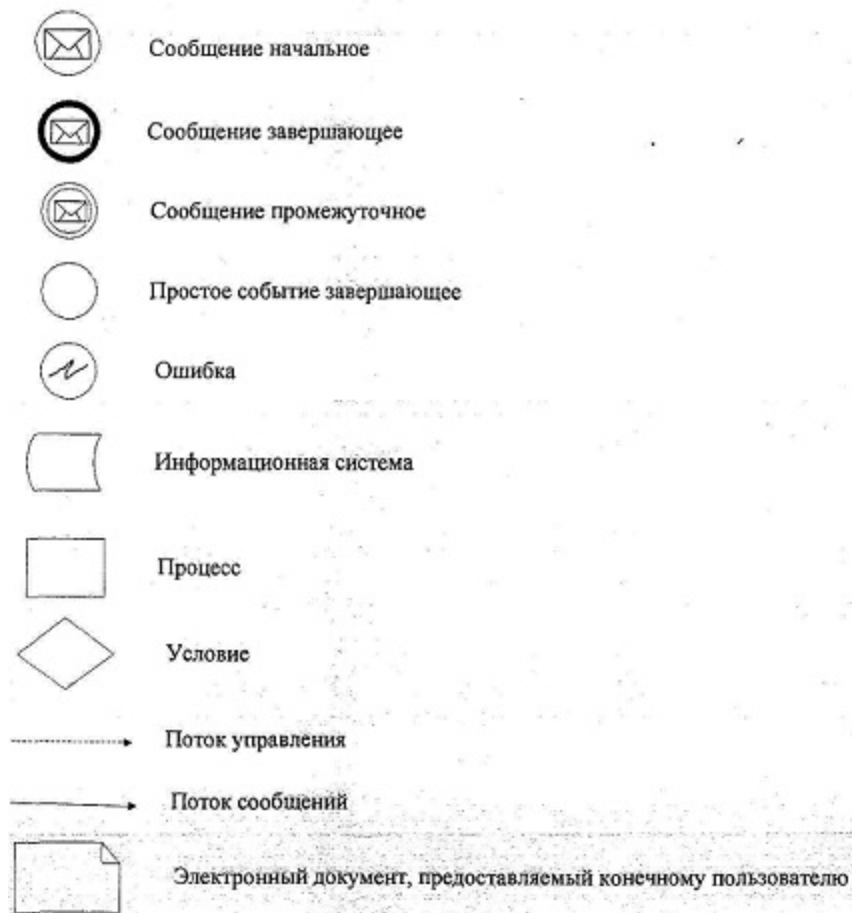 Сообщение начальное
Сообщение завершающее
Сообщение промежуточное
Простое событие завершающее
Ошибка
Информационная система
Процесс
Условие
Поток управления
Поток сообщений
Электронный документ, предоставляемый конечному пользователю